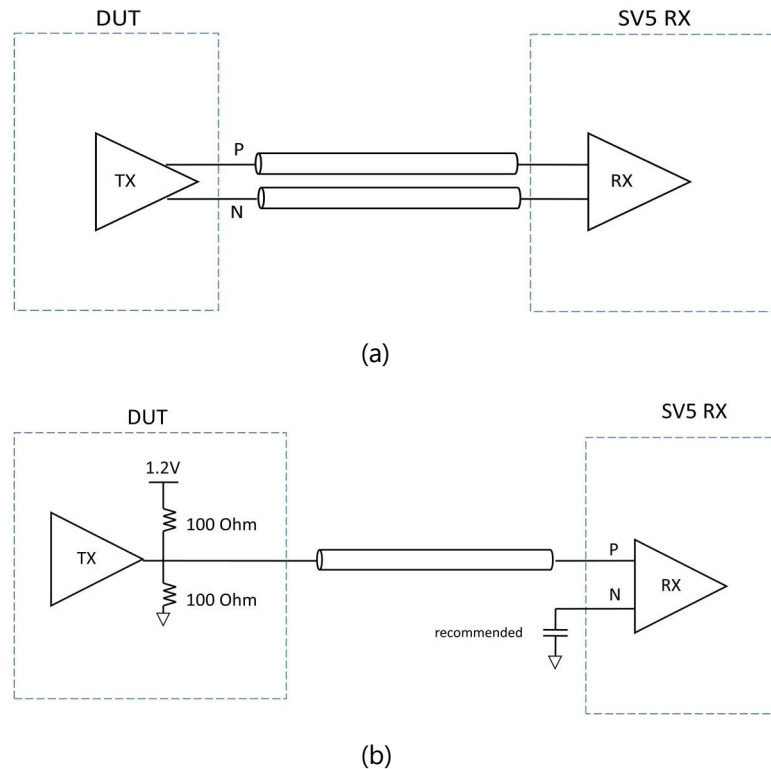 DUT
SV5 RX
TX
P
N
RX
(a)
DUT
SV5 RX
1.2V
100 Ohm
TX
100 Ohm
P
N
RX
recommended
(b)